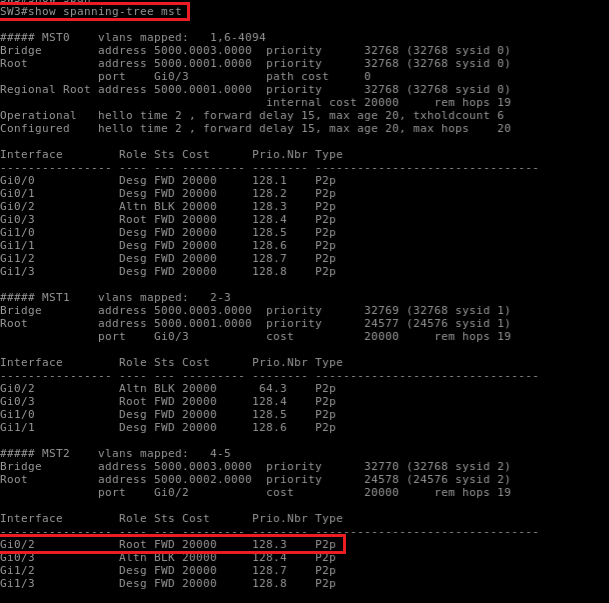 SW3#show spanning-tree mst
##### MST0    vlans mapped:   1,6-4094
Bridge        address 5000.0003.0000  priority      32768 (32768 sysid 0)
Root          address 5000.0001.0000  priority      32768 (32768 sysid 0)
              port    Gi0/3           path cost     0
Regional Root address 5000.0001.0000  priority      32768 (32768 sysid 0)
                                      internal cost 20000     rem hops 19
Operational   hello time 2 , forward delay 15, max age 20, txholdcount 6
Configured    hello time 2 , forward delay 15, max age 20, max hops    20
Interface        Role Sts Cost      Prio.Nbr Type
---------------- ---- --- --------- -------- --------------------------------
Gi0/0            Desg FWD 20000     128.1    P2p
Gi0/1            Desg FWD 20000     128.2    P2p
Gi0/2            Altn BLK 20000     128.3    P2p
Gi0/3            Root FWD 20000     128.4    P2p
Gi1/0            Desg FWD 20000     128.5    P2p
Gi1/1            Desg FWD 20000     128.6    P2p
Gi1/2            Desg FWD 20000     128.7    P2p
Gi1/3            Desg FWD 20000     128.8    P2p
##### MST1    vlans mapped:   2-3
Bridge        address 5000.0003.0000  priority      32769 (32768 sysid 1)
Root          address 5000.0001.0000  priority      24577 (24576 sysid 1)
              port    Gi0/3           cost          20000     rem hops 19
Interface        Role Sts Cost      Prio.Nbr Type
---------------- ---- --- --------- -------- --------------------------------
Gi0/2            Altn BLK 20000      64.3    P2p
Gi0/3            Root FWD 20000     128.4    P2p
Gi1/0            Desg FWD 20000     128.5    P2p
Gi1/1            Desg FWD 20000     128.6    P2p
##### MST2    vlans mapped:   4-5
Bridge        address 5000.0003.0000  priority      32770 (32768 sysid 2)
Root          address 5000.0002.0000  priority      24578 (24576 sysid 2)
              port    Gi0/2           cost          20000     rem hops 19
Interface        Role Sts Cost      Prio.Nbr Type
---------------- ---- --- --------- -------- --------------------------------
Gi0/2            Root FWD 20000     128.3    P2p
Gi0/3            Altn BLK 20000     128.4    P2p
Gi1/2            Desg FWD 20000     128.7    P2p
Gi1/3            Desg FWD 20000     128.8    P2p